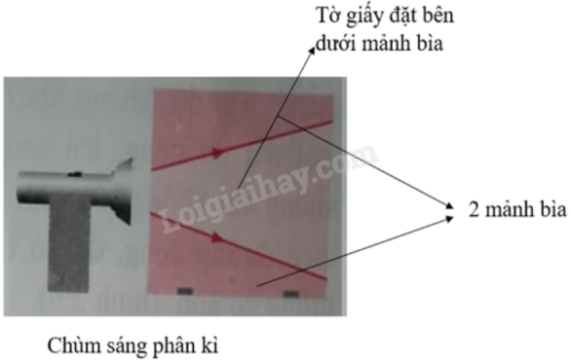 Tờ giấy đặt bên
dưới mảnh bìa
Loigiaihay.com
2 mảnh bìa
Chùm sáng phân kì